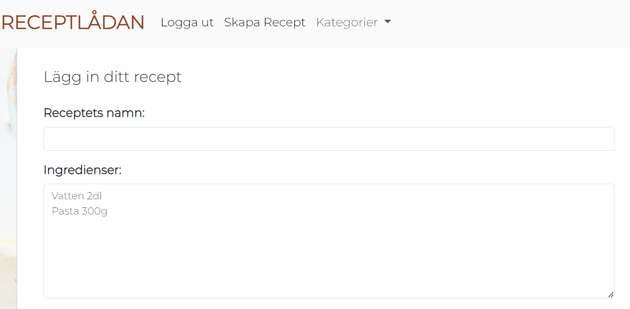 RECEPTLÅDAN Logga ut Skapa Recept Kategorier
Lägg in ditt recept
Receptets namn:
Ingredienser:
Vatten 2dl
Pasta 300g